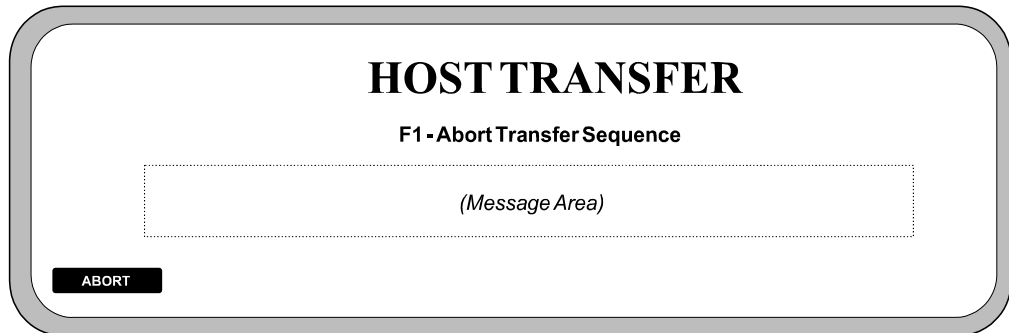 HOST TRANSFER
F1 - Abort Transfer Sequence
(Message Area)
ABORT